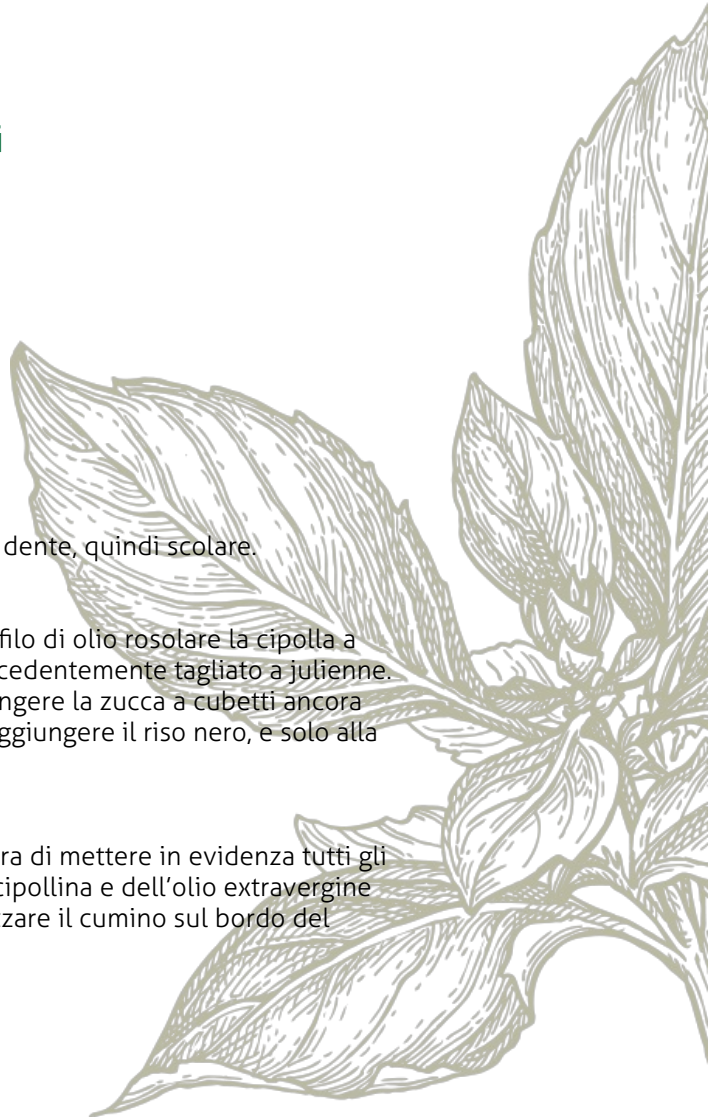 dente, quindi scolare.
filo di olio rosolare la cipolla a
cedentemente tagliato a julienne.
ngere la zucca a cubetti ancora
ggiungere il riso nero, e solo alla
ra di mettere in evidenza tutti gli
cipollina e dell'olio extravergine
zzare il cumino sul bordo del